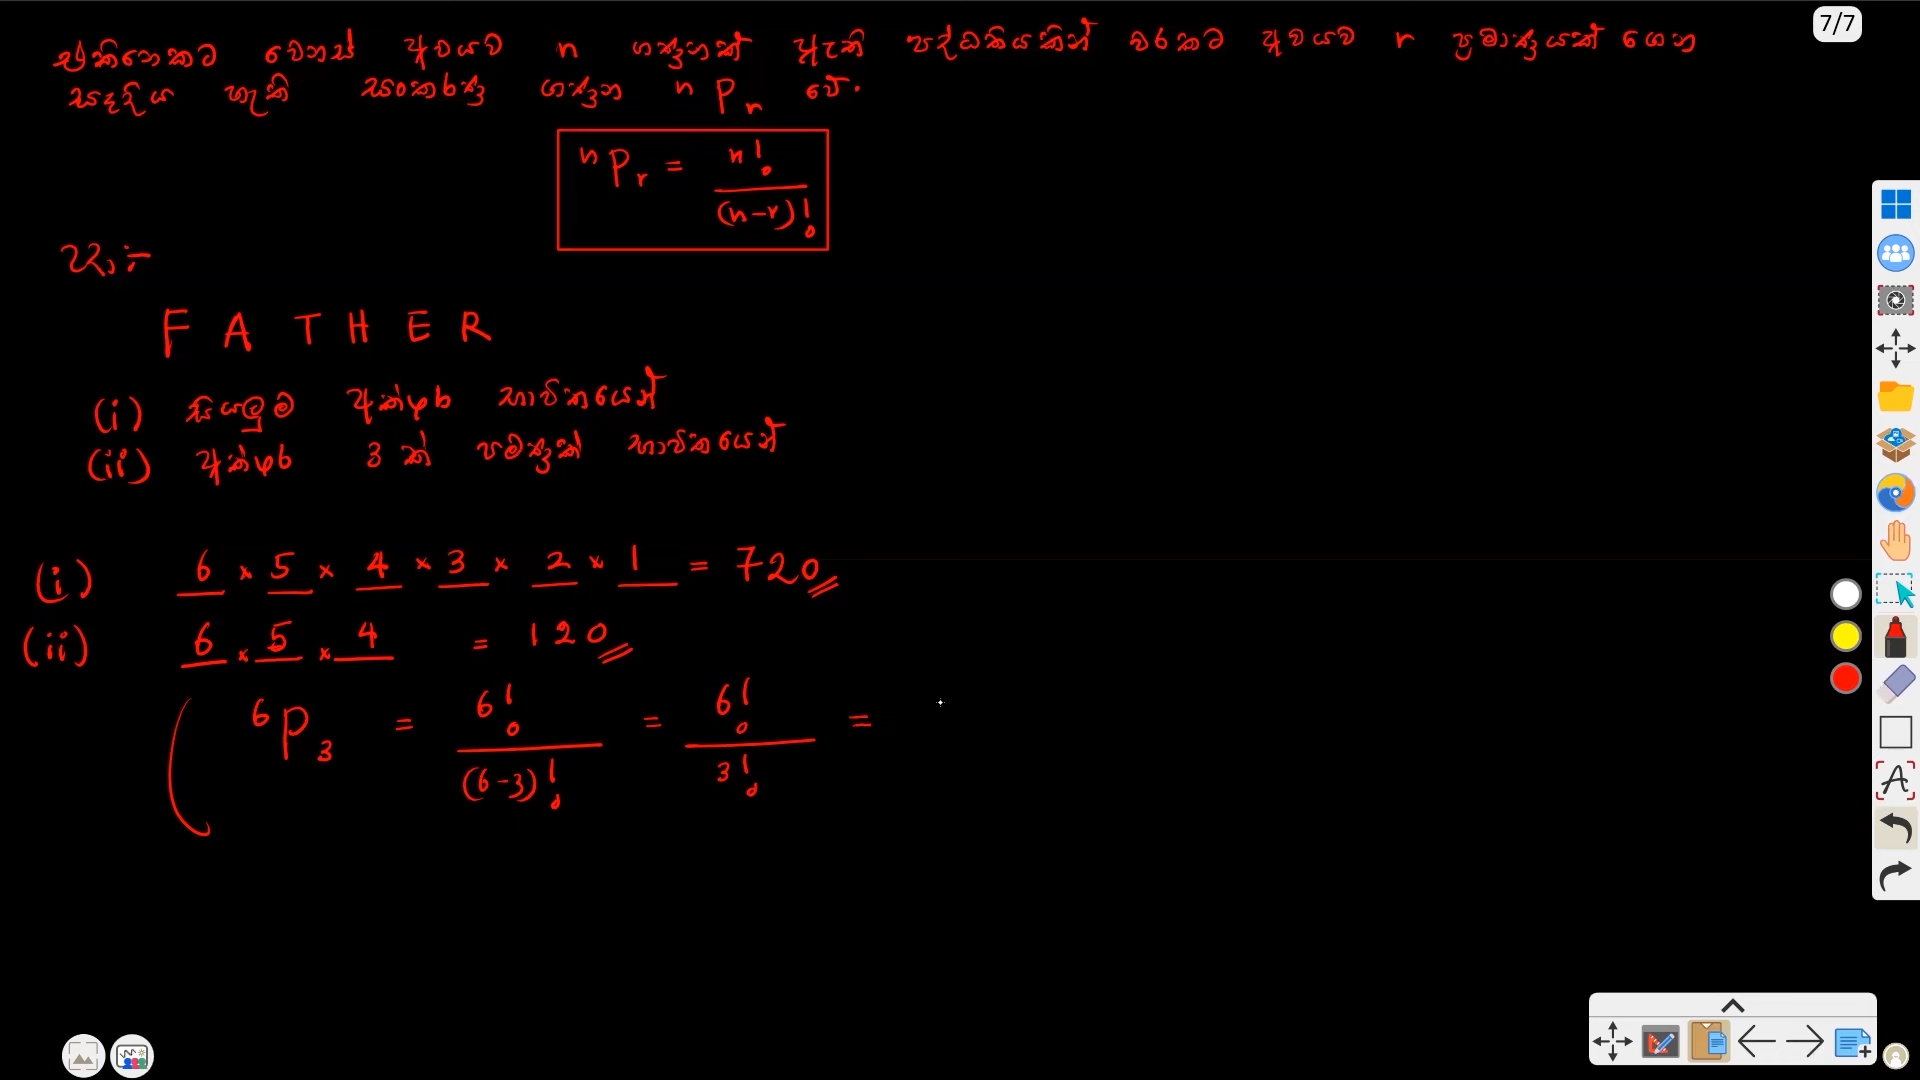 7/7
එකිනෙකට වෙනස් අවයව n ගණනක් ඇති පද්ධතියකින් වරකට අවයව r ප්‍රමාණයක් ගෙන
සෑදිය හැකි සංකරණ ගණන ⁿPᵣ වේ.
ⁿPᵣ = n! / (n-r)!
උදා:-
F A T H E R
(i) සියලුම අක්ෂර භාවිතයෙන්
(ii) අක්ෂර 3 ක් පමණක් භාවිතයෙන්
(i) 6 × 5 × 4 × 3 × 2 × 1 = 720
(ii) 6 × 5 × 4 = 120
( ⁶P₃ = 6! / (6-3)! = 6! / 3! =